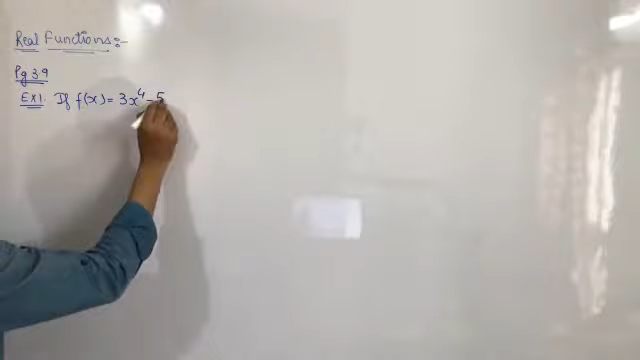 Real Functions:-
Pg 3.9
EX1. If f(x) = 3x⁴ - 5